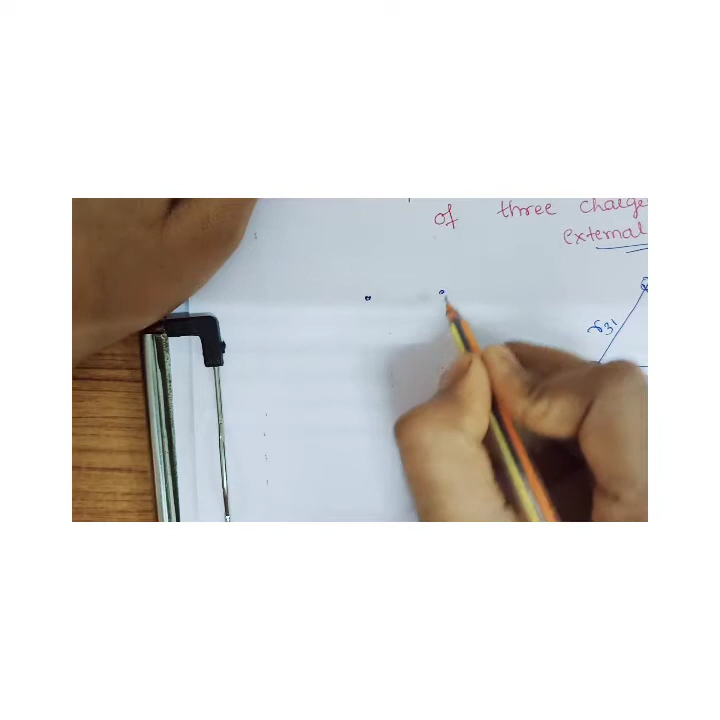 of three charge
external
r31